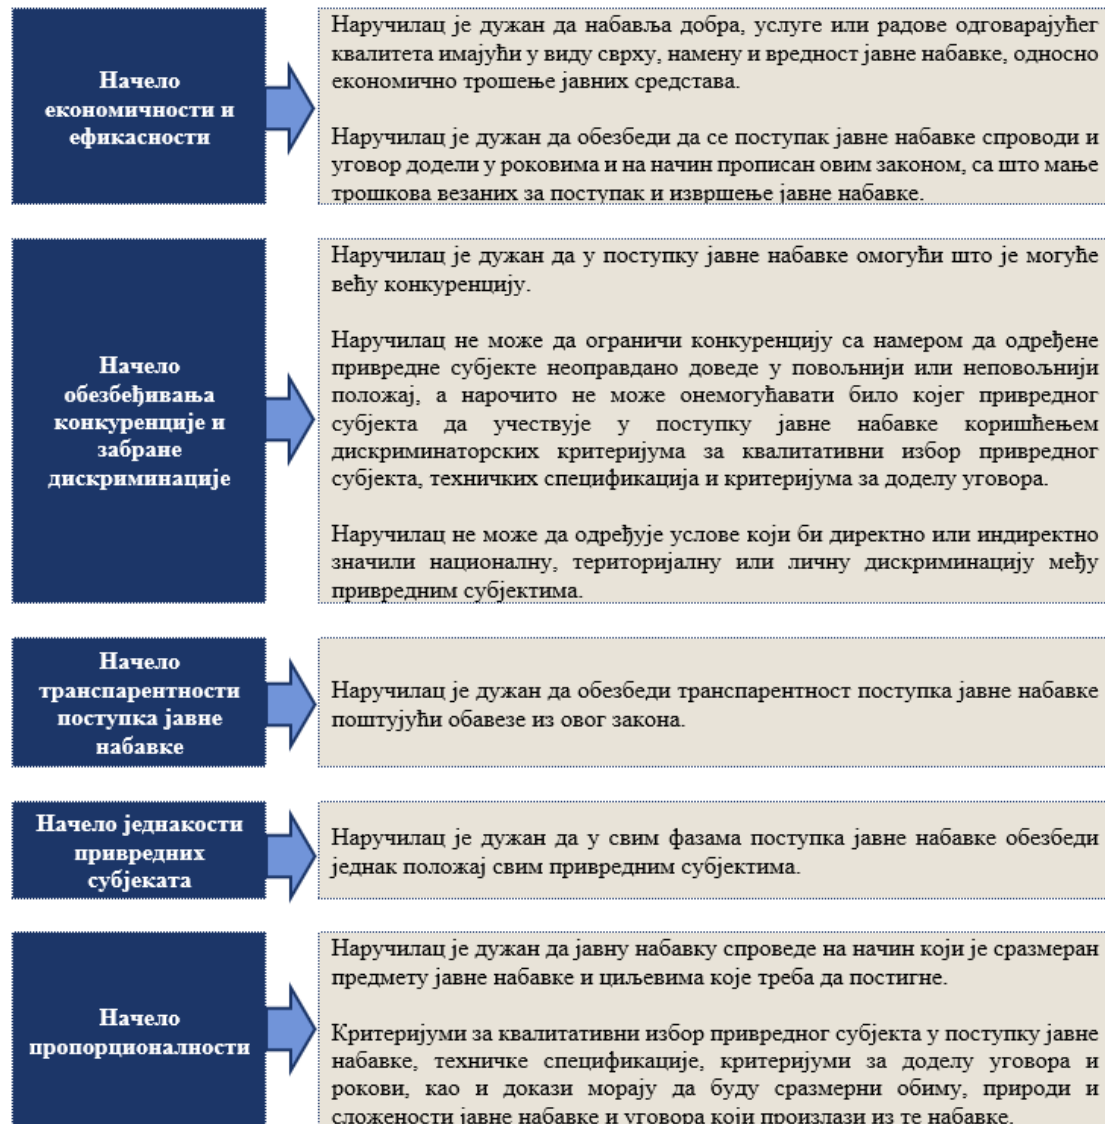 Начело
економичности и
ефикасности
Наручилац је дужан да набавља добра, услуге или радове одговарајућег
квалитета имајући у виду сврху, намену и вредност јавне набавке, односно
економично трошење јавних средстава.
Наручилац је дужан да обезбеди да се поступак јавне набавке спроводи и
уговор додели у роковима и на начин прописан овим законом, са што мање
трошкова везаних за поступак и извршење јавне набавке.
Начело
обезбеђивања
конкуренције и
забране
дискриминације
Наручилац је дужан да у поступку јавне набавке омогући што је могуће
већу конкуренцију.
Наручилац не може да ограничи конкуренцију са намером да одређене
привредне субјекте неоправдано доведе у повољнији или неповољнији
положај, а нарочито не може онемогућавати било којег привредног
субјекта да учествује у поступку јавне набавке коришћењем
дискриминаторских критеријума за квалитативни избор привредног
субјекта, техничких спецификација и критеријума за доделу уговора.
Наручилац не може да одређује услове који би директно или индиректно
значили националну, територијалну или личну дискриминацију међу
привредним субјектима.
Начело
транспарентности
поступка јавне
набавке
Наручилац је дужан да обезбеди транспарентност поступка јавне набавке
поштујући обавезе из овог закона.
Начело једнакости
привредних
субјеката
Наручилац је дужан да у свим фазама поступка јавне набавке обезбеди
једнак положај свим привредним субјектима.
Начело
пропорционалности
Наручилац је дужан да јавну набавку спроведе на начин који је сразмеран
предмету јавне набавке и циљевима које треба да постигне.
Критеријуми за квалитативни избор привредног субјекта у поступку јавне
набавке, техничке спецификације, критеријуми за доделу уговора и
рокови, као и докази морају да буду сразмерни обиму, природи и
сложености јавне набавке и уговора који произлази из те набавке.